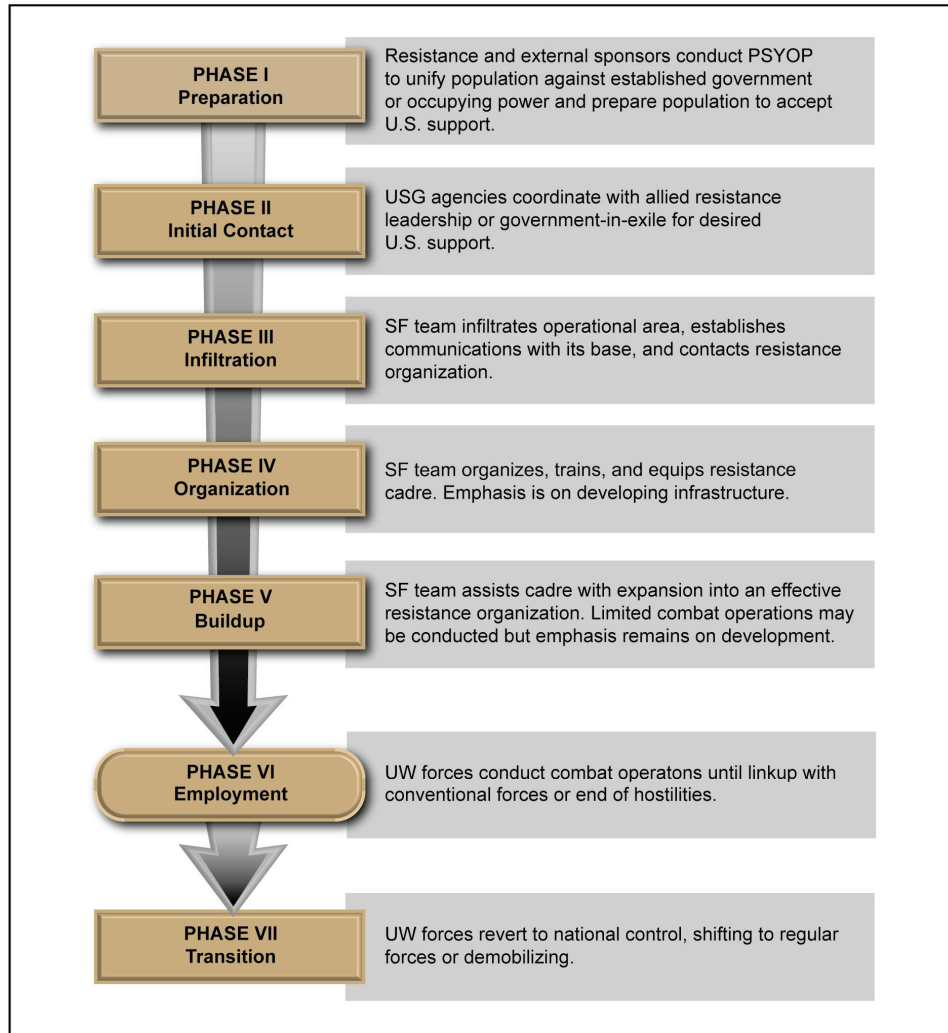 PHASE I
Preparation
Resistance and external sponsors conduct PSYOP
to unify population against established government
or occupying power and prepare population to accept
U.S. support.
PHASE II
Initial Contact
USG agencies coordinate with allied resistance
leadership or government-in-exile for desired
U.S. support.
PHASE III
Infiltration
SF team infiltrates operational area, establishes
communications with its base, and contacts resistance
organization.
PHASE IV
Organization
SF team organizes, trains, and equips resistance
cadre. Emphasis is on developing infrastructure.
PHASE V
Buildup
SF team assists cadre with expansion into an effective
resistance organization. Limited combat operations may
be conducted but emphasis remains on development.
PHASE VI
Employment
UW forces conduct combat operatons until linkup with
conventional forces or end of hostilities.
PHASE VII
Transition
UW forces revert to national control, shifting to regular
forces or demobilizing.